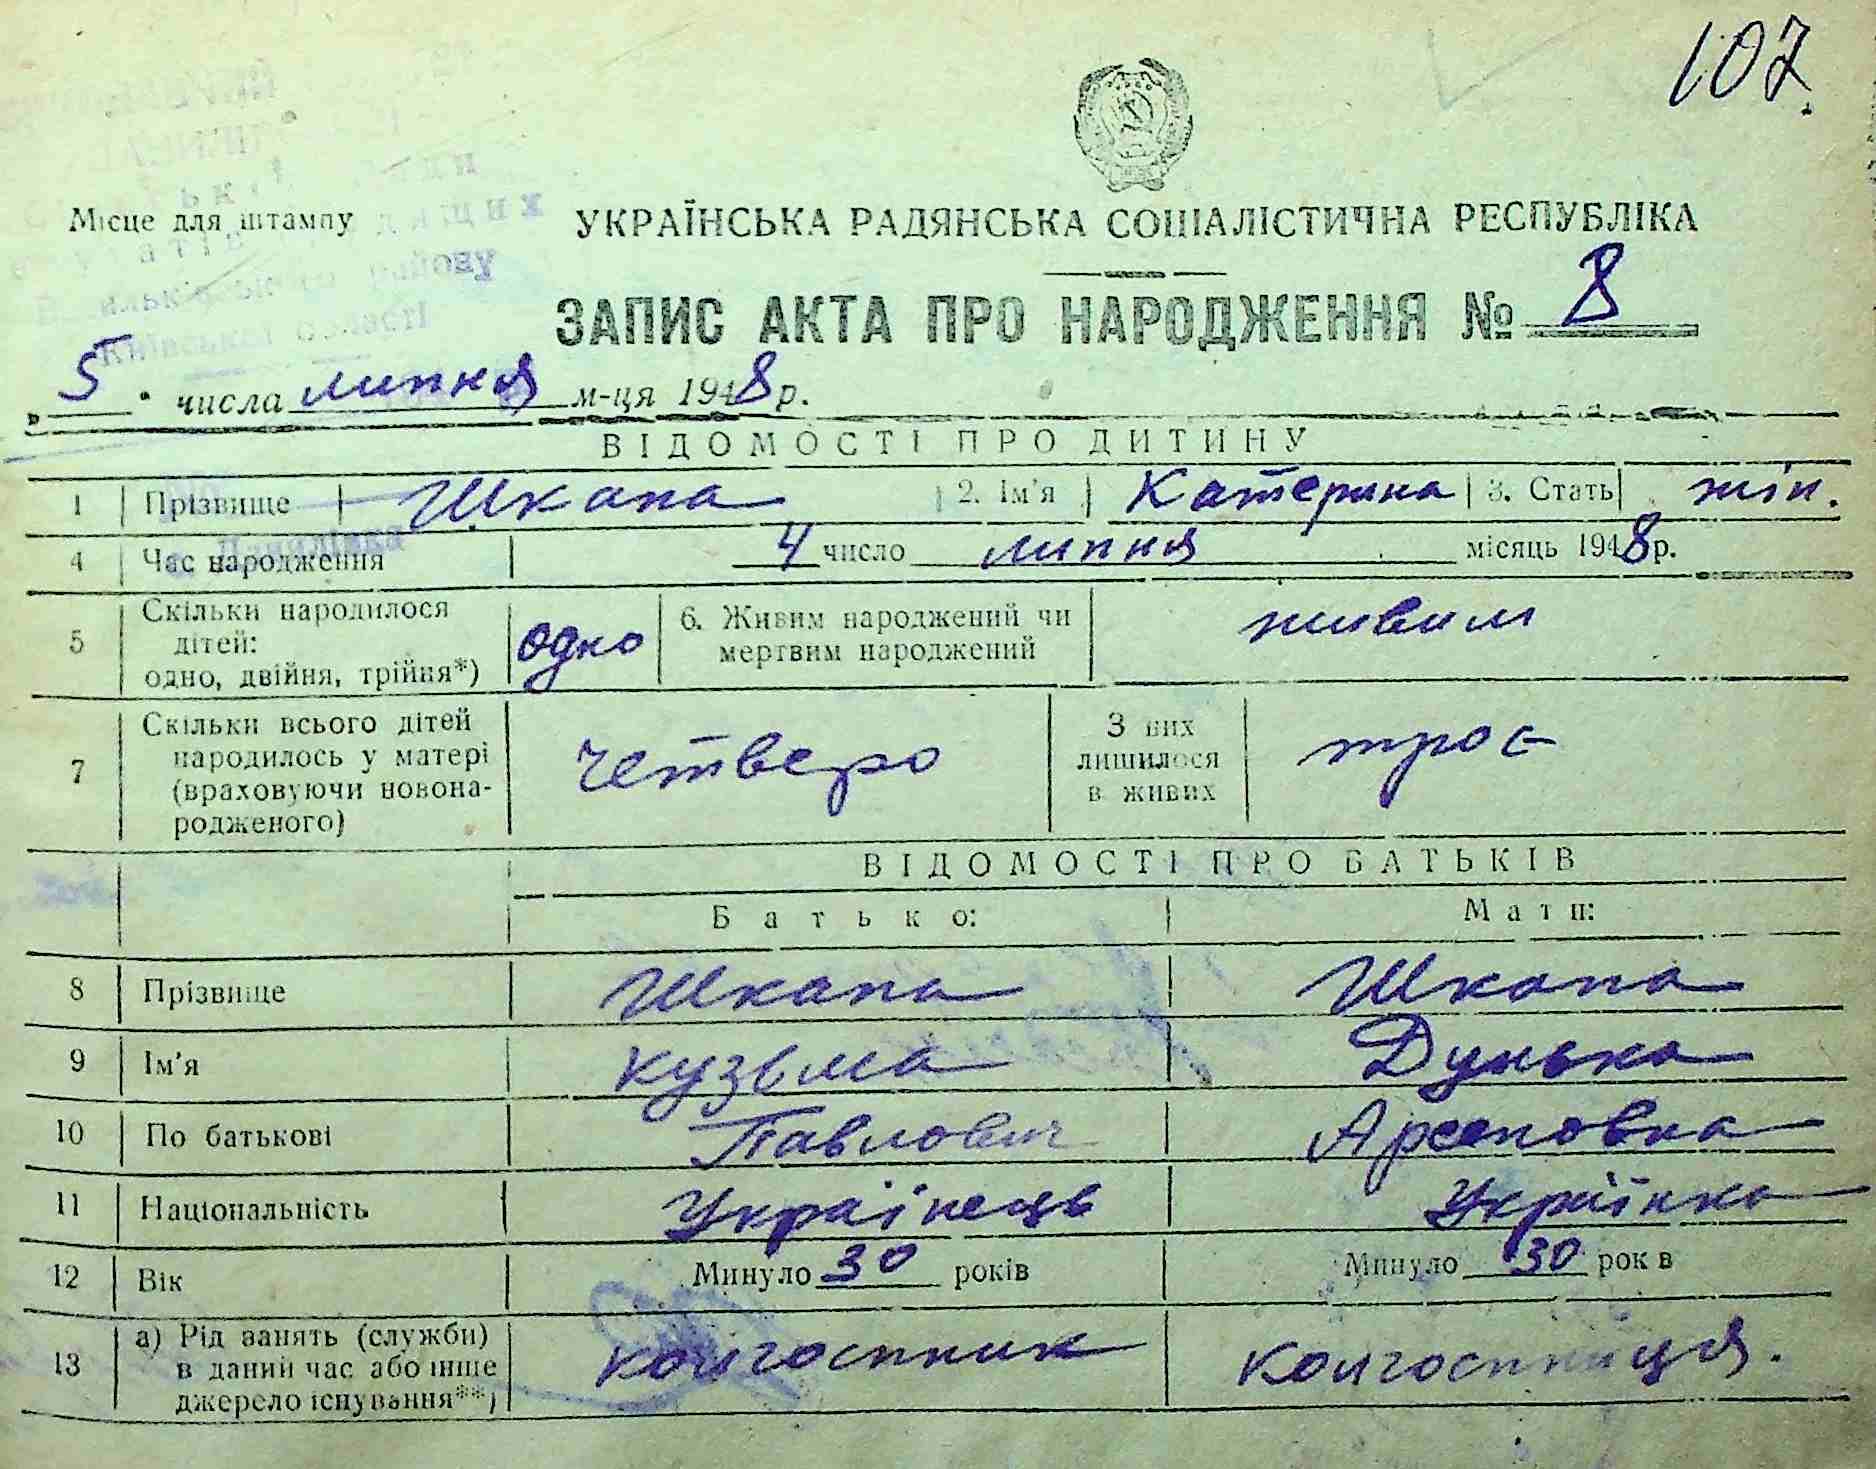 107.
Місце для штампу
району
Київської області
УКРАЇНСЬКА РАДЯНСЬКА СОЦІАЛІСТИЧНА РЕСПУБЛІКА
ЗАПИС АКТА ПРО НАРОДЖЕННЯ № 8
„ 5 " числа липня м-ця 1948 р.
ВІДОМОСТІ ПРО ДИТИНУ
1 Прізвище Шкапа 2. Ім'я Катерина 3. Стать жін.
4 Час народження 4 число липня місяць 1948 р.
5 Скільки народилося дітей: одно, двійня, трійня*) одно 6. Живим народжений чи мертвим народжений живим
7 Скільки всього дітей народилось у матері (враховуючи новонародженого) четверо З них лишилося в живих троє
ВІДОМОСТІ ПРО БАТЬКІВ
Батько: Мати:
8 Прізвище Шкапа Шкапа
9 Ім'я Кузьма Дунька
10 По батькові Павлович Арсеновна
11 Національність Українець Українка
12 Вік Минуло 30 років Минуло 30 років
13 а) Рід занять (служби) в даний час або інше джерело існування**) колгоспник колгоспниця.